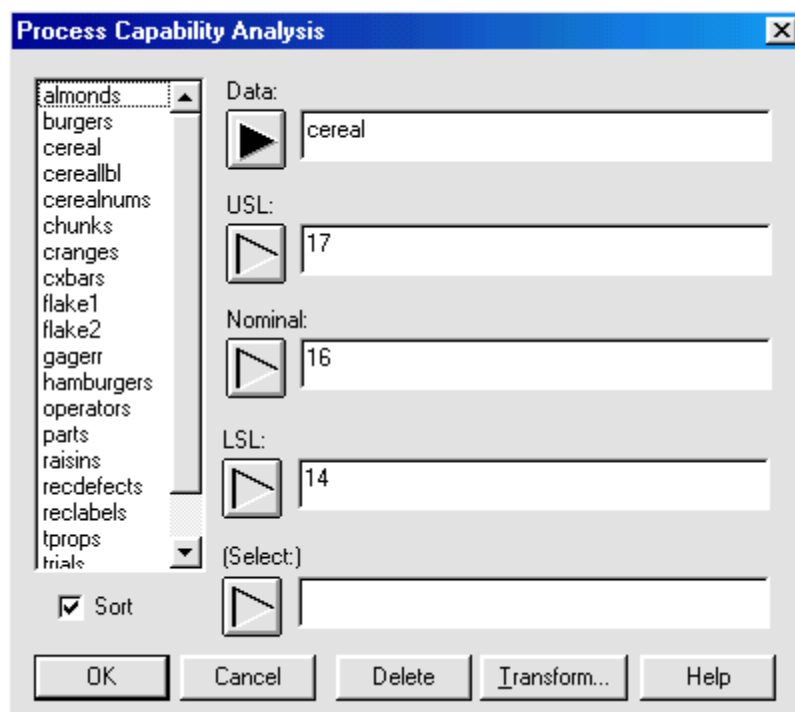 Process Capability Analysis
almonds
burgers
cereal
cereallbl
cerealnums
chunks
cranges
cxbars
flake1
flake2
gagerr
hamburgers
operators
parts
raisins
recdefects
reclabels
tprops
trials
Sort
Data:
cereal
USL:
17
Nominal:
16
LSL:
14
(Select:)
OK
Cancel
Delete
Transform...
Help